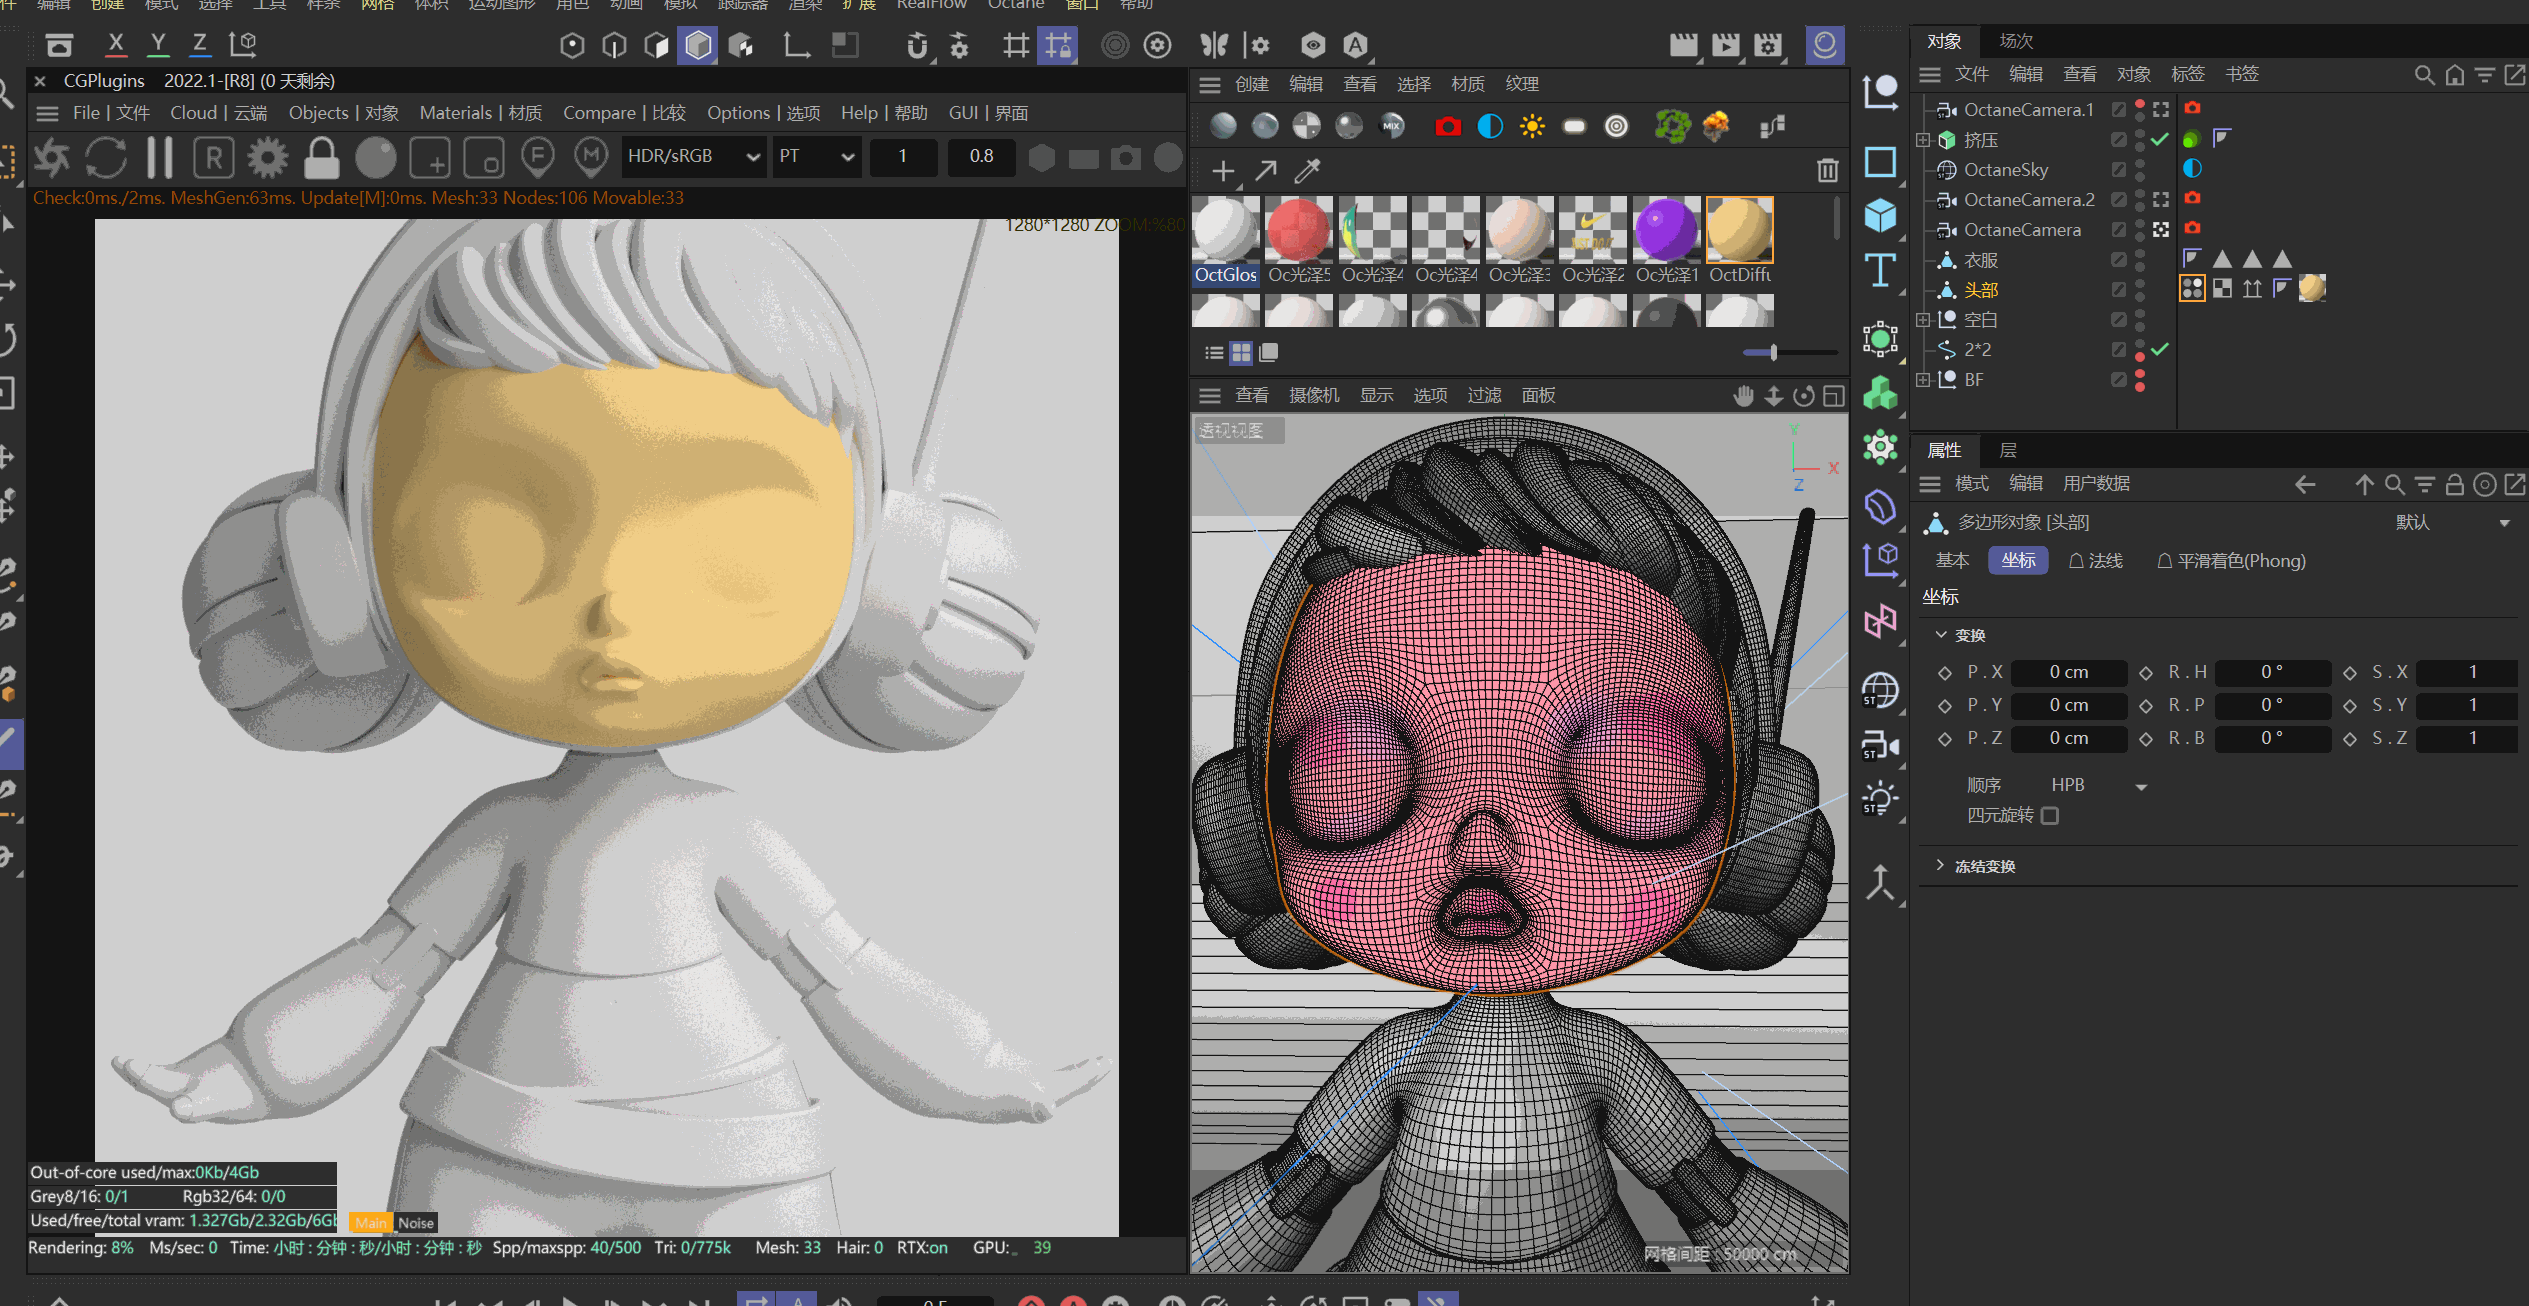 创建 编辑 模式 选择 工具 样条 网格 体积 运动图形 角色 动画 模拟 跟踪器 渲染 扩展 RealFlow Octane 窗口 帮助
X Y Z
CGPlugins 2022.1-[R8] (0 天剩余)
File | 文件 Cloud | 云端 Objects | 对象 Materials | 材质 Compare | 比较 Options | 选项 Help | 帮助 GUI | 界面
R F M HDR/sRGB PT 1 0.8
Check:0ms./2ms. MeshGen:63ms. Update[M]:0ms. Mesh:33 Nodes:106 Movable:33
1280*1280 ZOOM:%80
Out-of-core used/max:0Kb/4Gb
Grey8/16: 0/1 Rgb32/64: 0/0
Used/free/total vram: 1.327Gb/2.32Gb/6Gb
Main Noise
Rendering: 8% Ms/sec: 0 Time: 小时 : 分钟 : 秒/小时 : 分钟 : 秒 Spp/maxspp: 40/500 Tri: 0/775k Mesh: 33 Hair: 0 RTX:on GPU: 39
创建 编辑 查看 选择 材质 纹理
MIX
OctGlos Oc光泽5 Oc光泽4 Oc光泽4 Oc光泽3 Oc光泽2 Oc光泽1 OctDiffu
查看 摄像机 显示 选项 过滤 面板
透视视图
Y
X
Z
网格间距 : 50000 cm
T
ST
ST
ST
对象 场次
文件 编辑 查看 对象 标签 书签
OctaneCamera.1
挤压
OctaneSky
OctaneCamera.2
OctaneCamera
衣服
头部
空白
2*2
BF
属性 层
模式 编辑 用户数据
多边形对象 [头部] 默认
基本 坐标 法线 平滑着色(Phong)
坐标
变换
P . X 0 cm R . H 0 ° S . X 1
P . Y 0 cm R . P 0 ° S . Y 1
P . Z 0 cm R . B 0 ° S . Z 1
顺序 HPB
四元旋转
冻结变换